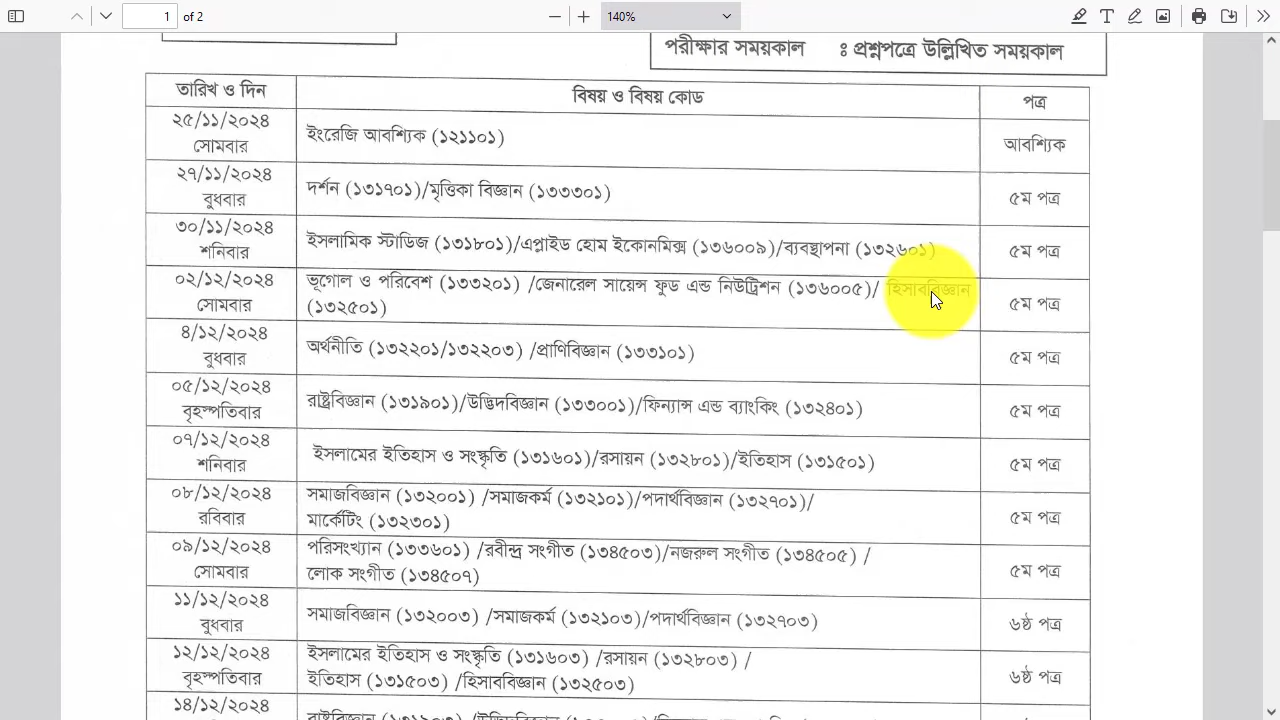 1 of 2
140%
পরীক্ষার সময়কাল : প্রশ্নপত্রে উল্লিখিত সময়কাল
তারিখ ও দিন
বিষয় ও বিষয় কোড
পত্র
২৫/১১/২০২৪
সোমবার
ইংরেজি আবশ্যিক (১২১১০১)
আবশ্যিক
২৭/১১/২০২৪
বুধবার
দর্শন (১৩১৭০১)/মৃত্তিকা বিজ্ঞান (১৩৩৩০১)
৫ম পত্র
৩০/১১/২০২৪
শনিবার
ইসলামিক স্টাডিজ (১৩১৮০১)/এপ্লাইড হোম ইকোনমিক্স (১৩৬০০৯)/ব্যবস্থাপনা (১৩২৬০১)
৫ম পত্র
০২/১২/২০২৪
সোমবার
ভূগোল ও পরিবেশ (১৩৩২০১) /জেনারেল সায়েন্স ফুড এন্ড নিউট্রিশন (১৩৬০০৫)/ হিসাববিজ্ঞান
(১৩২৫০১)
৫ম পত্র
৪/১২/২০২৪
বুধবার
অর্থনীতি (১৩২২০১/১৩২২০৩) /প্রাণিবিজ্ঞান (১৩৩১০১)
৫ম পত্র
০৫/১২/২০২৪
বৃহস্পতিবার
রাষ্ট্রবিজ্ঞান (১৩১৯০১)/উদ্ভিদবিজ্ঞান (১৩৩০০১)/ফিন্যান্স এন্ড ব্যাংকিং (১৩২৪০১)
৫ম পত্র
০৭/১২/২০২৪
শনিবার
ইসলামের ইতিহাস ও সংস্কৃতি (১৩১৬০১)/রসায়ন (১৩২৮০১)/ইতিহাস (১৩১৫০১)
৫ম পত্র
০৮/১২/২০২৪
রবিবার
সমাজবিজ্ঞান (১৩২০০১) /সমাজকর্ম (১৩২১০১)/পদার্থবিজ্ঞান (১৩২৭০১)/
মার্কেটিং (১৩২৩০১)
৫ম পত্র
০৯/১২/২০২৪
সোমবার
পরিসংখ্যান (১৩৩৬০১) /রবীন্দ্র সংগীত (১৩৪৫০৩)/নজরুল সংগীত (১৩৪৫০৫) /
লোক সংগীত (১৩৪৫০৭)
৫ম পত্র
১১/১২/২০২৪
বুধবার
সমাজবিজ্ঞান (১৩২০০৩) /সমাজকর্ম (১৩২১০৩)/পদার্থবিজ্ঞান (১৩২৭০৩)
৬ষ্ঠ পত্র
১২/১২/২০২৪
বৃহস্পতিবার
ইসলামের ইতিহাস ও সংস্কৃতি (১৩১৬০৩) /রসায়ন (১৩২৮০৩) /
ইতিহাস (১৩১৫০৩) /হিসাববিজ্ঞান (১৩২৫০৩)
৬ষ্ঠ পত্র
১৪/১২/২০২৪